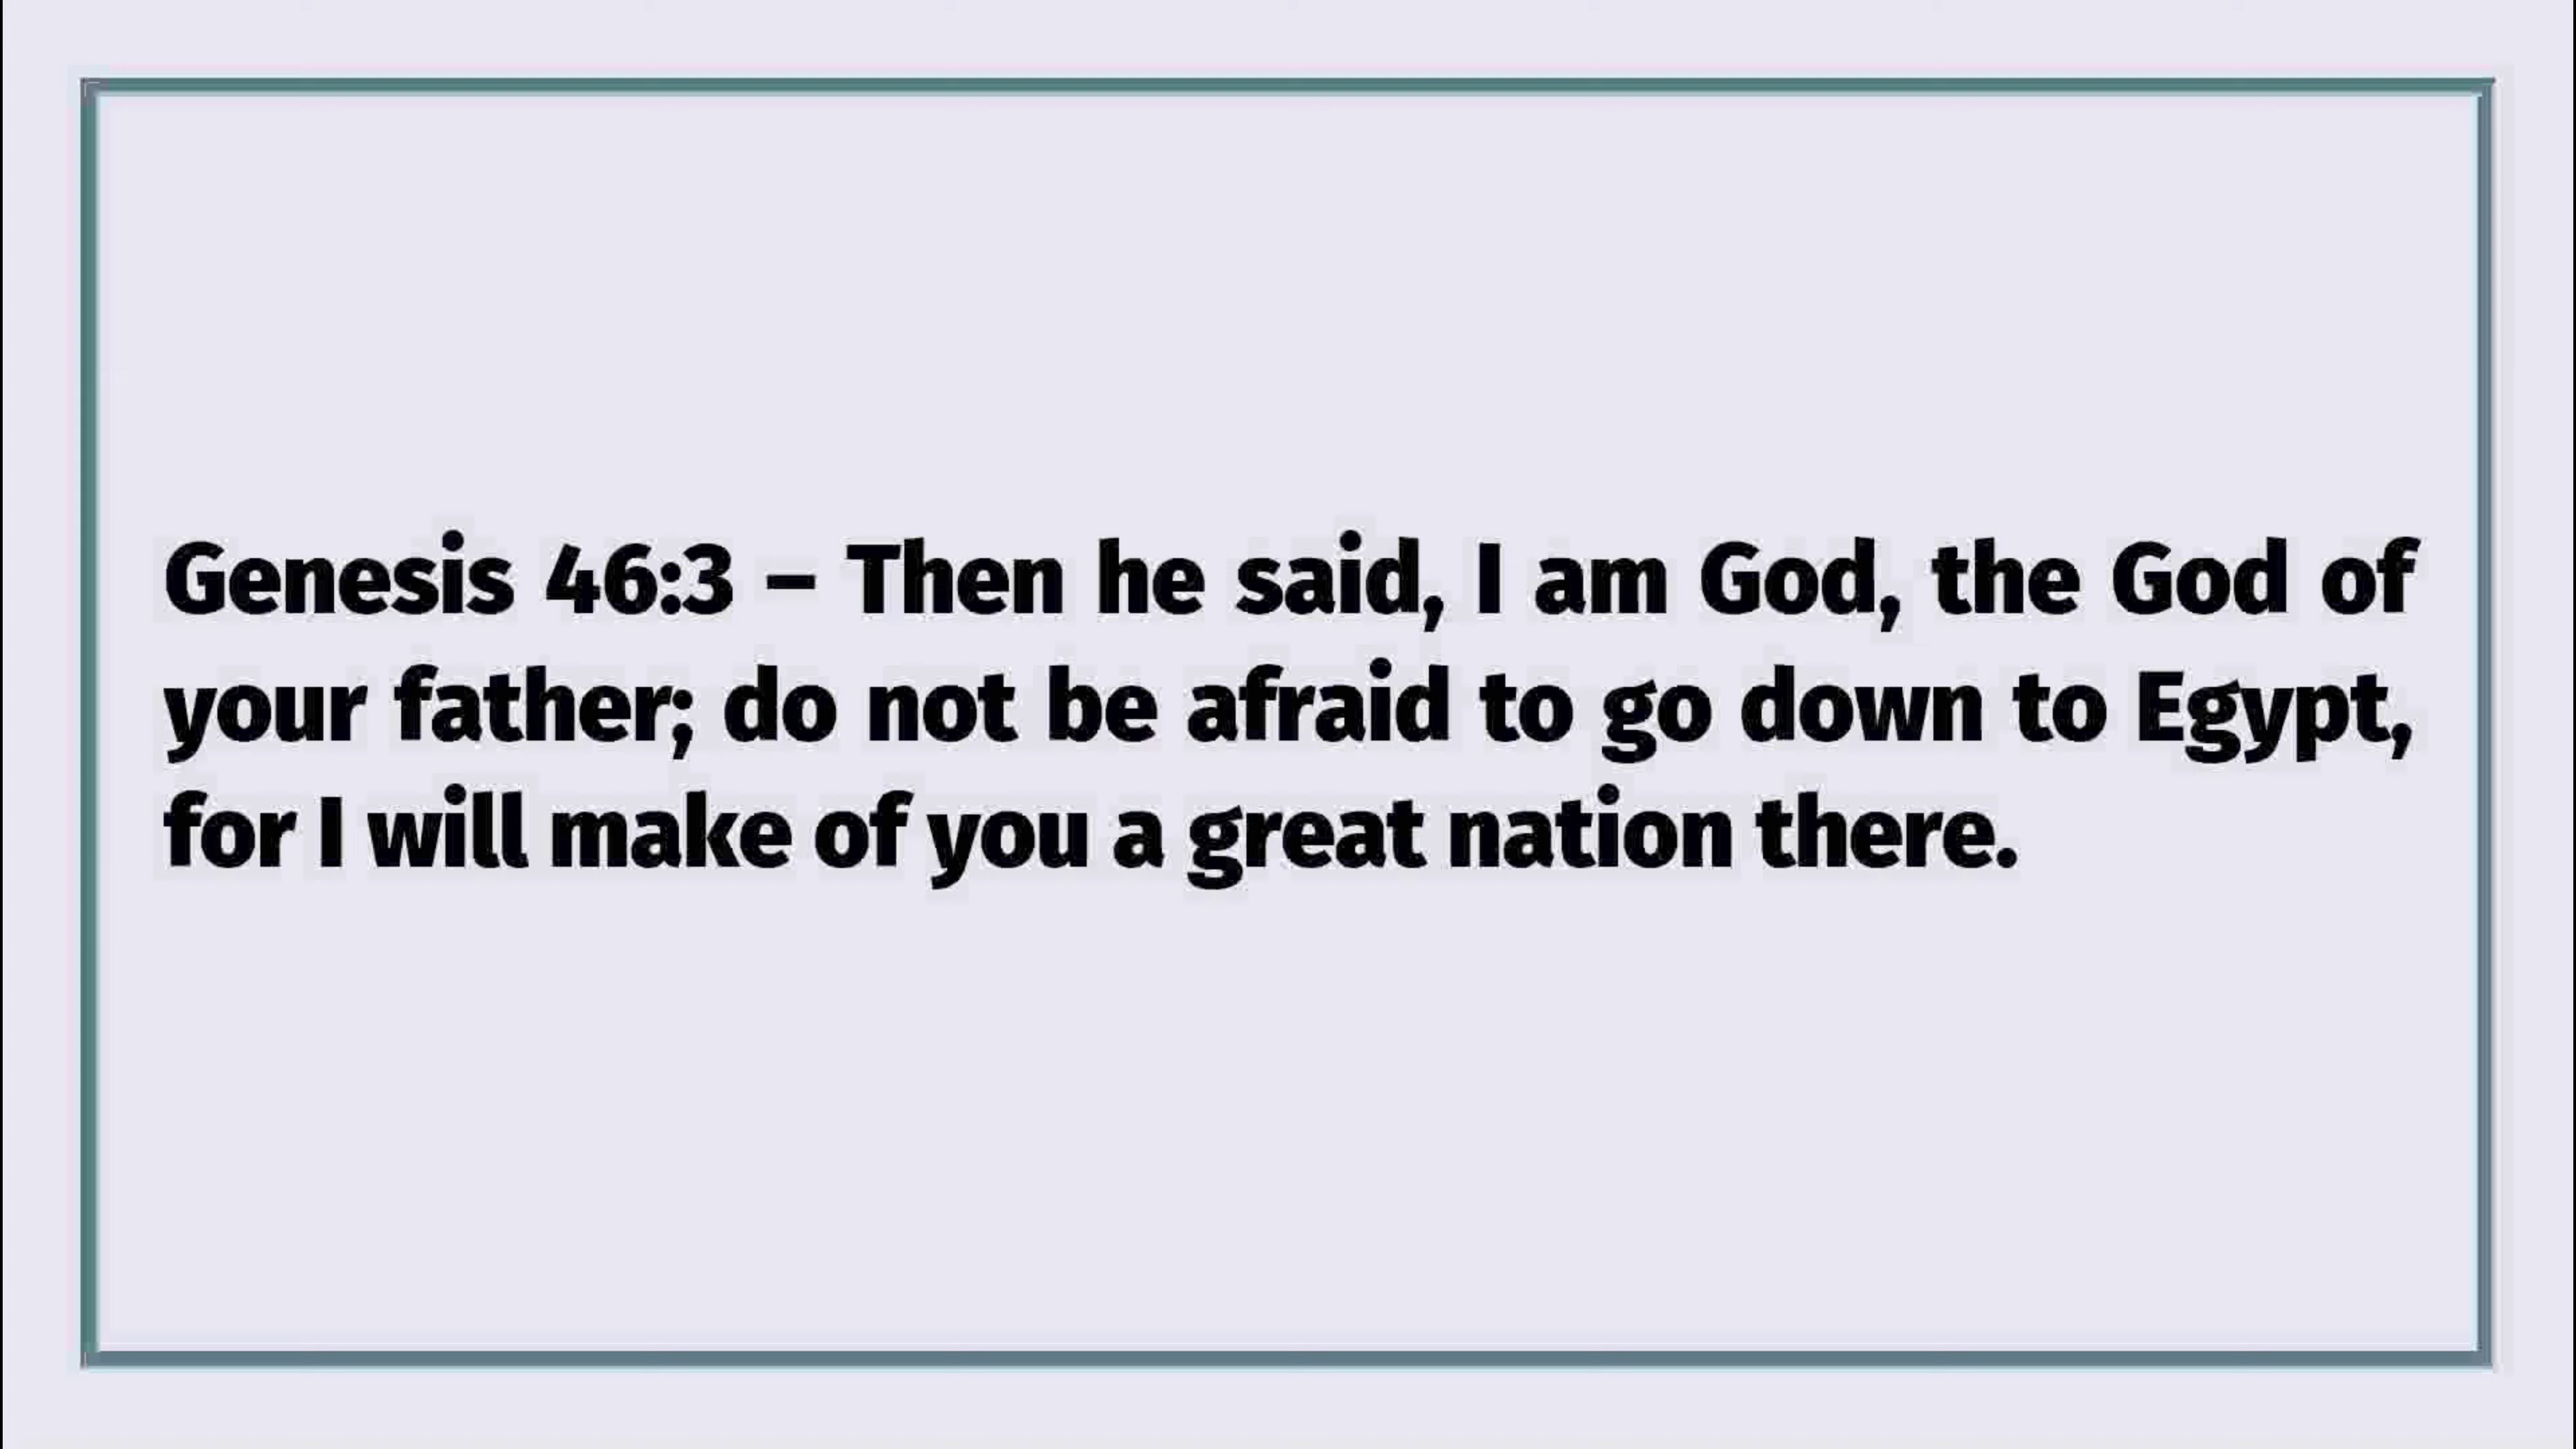 Genesis 46:3 – Then he said, I am God, the God of
your father; do not be afraid to go down to Egypt,
for I will make of you a great nation there.